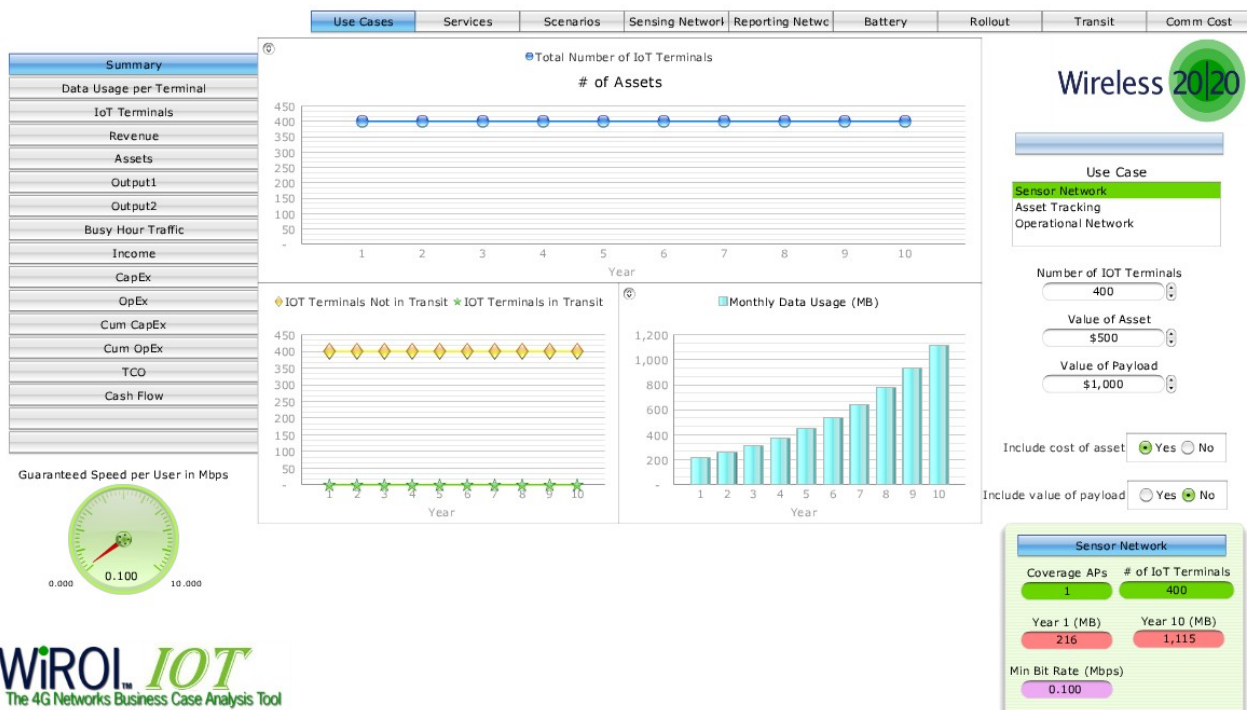 Use Cases
Services
Scenarios
Sensing Network
Reporting Netwc
Battery
Rollout
Transit
Comm Cost
Summary
Data Usage per Terminal
IoT Terminals
Revenue
Assets
Output1
Output2
Busy Hour Traffic
Income
CapEx
OpEx
Cum CapEx
Cum OpEx
TCO
Cash Flow
Guaranteed Speed per User in Mbps
0.000
0.100
10.000
WiROI™ IOT
The 4G Networks Business Case Analysis Tool
Total Number of IoT Terminals
# of Assets
450
400
350
300
250
200
150
100
50
-
1 2 3 4 5 6 7 8 9 10
Year
IOT Terminals Not in Transit IOT Terminals in Transit
450
400
350
300
250
200
150
100
50
-
1 2 3 4 5 6 7 8 9 10
Year
Monthly Data Usage (MB)
1,200
1,000
800
600
400
200
-
1 2 3 4 5 6 7 8 9 10
Year
Wireless 20|20
Use Case
Sensor Network
Asset Tracking
Operational Network
Number of IOT Terminals
400
Value of Asset
$500
Value of Payload
$1,000
Include cost of asset Yes No
Include value of payload Yes No
Sensor Network
Coverage APs # of IoT Terminals
1 400
Year 1 (MB) Year 10 (MB)
216 1,115
Min Bit Rate (Mbps)
0.100